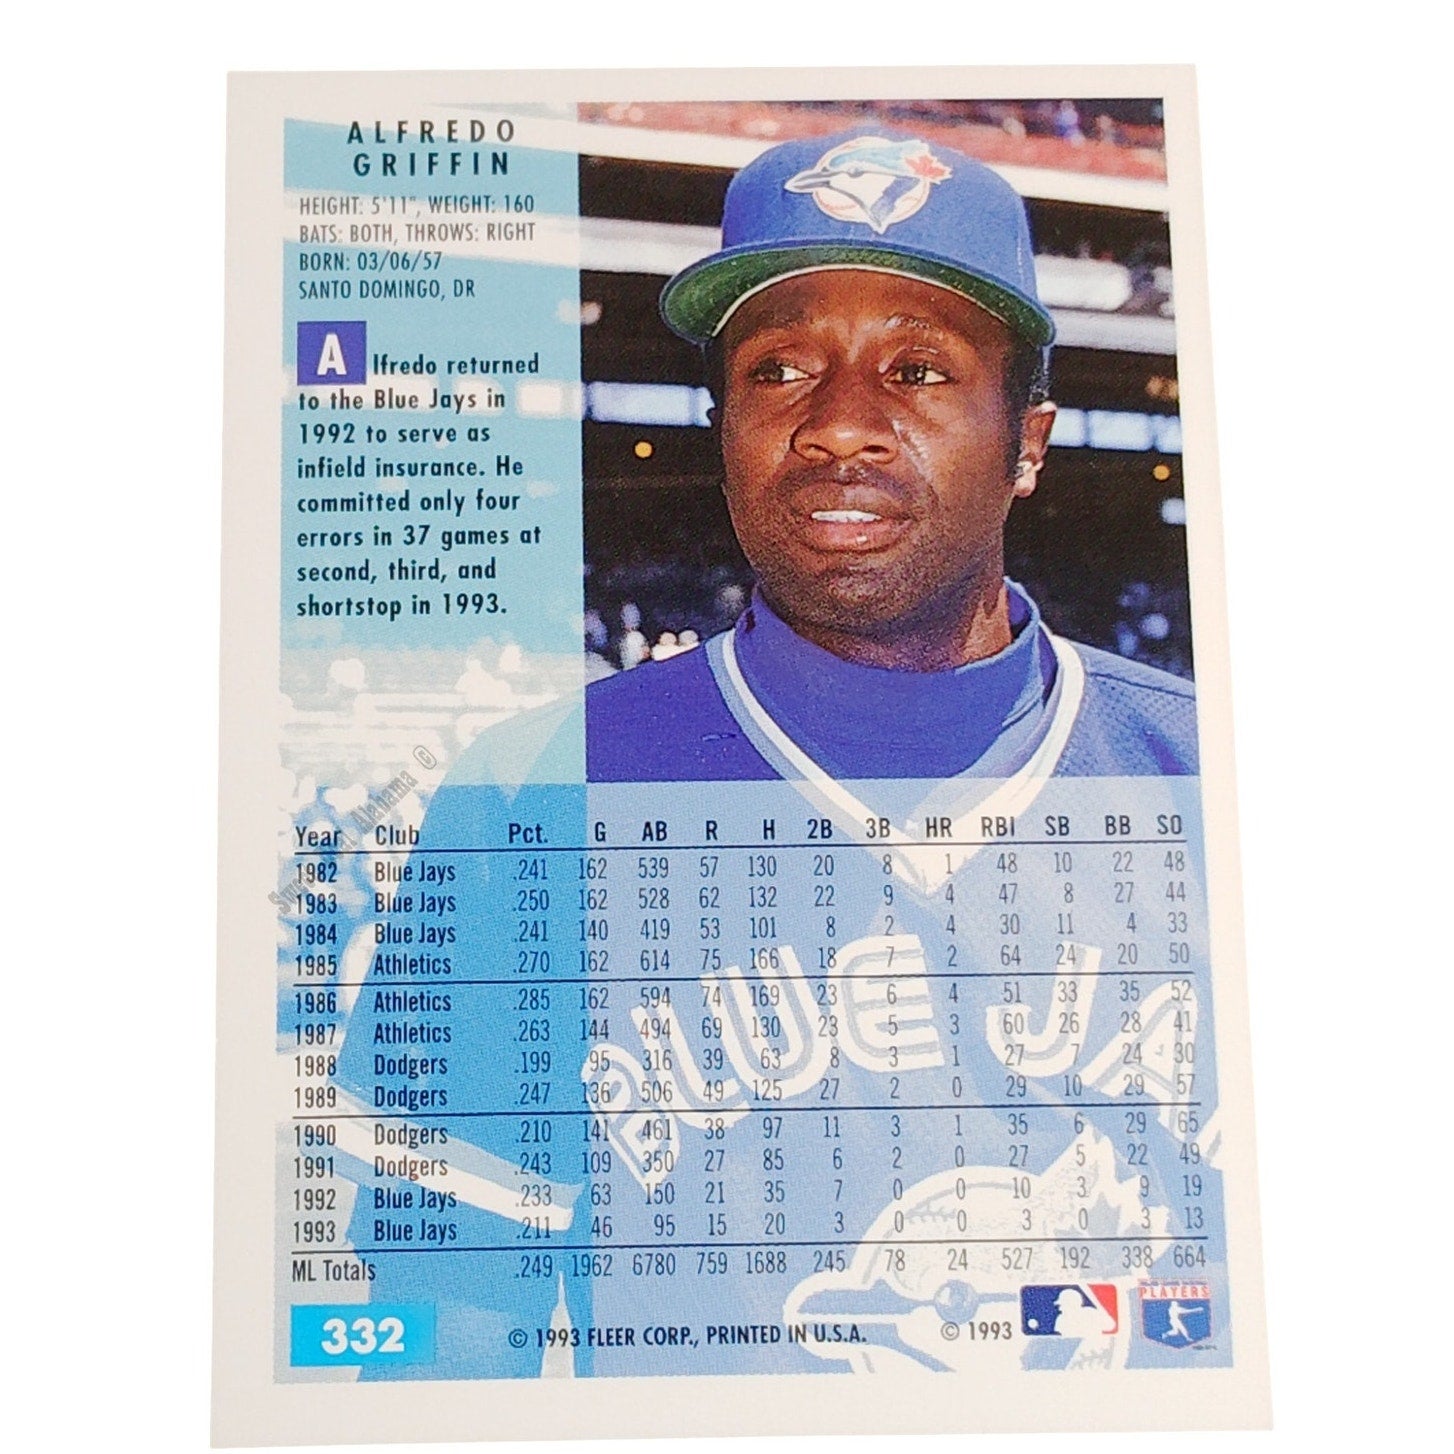 ALFREDO
GRIFFIN
HEIGHT: 5'11", WEIGHT: 160
BATS: BOTH, THROWS: RIGHT
BORN: 03/06/57
SANTO DOMINGO, DR
Alfredo returned
to the Blue Jays in
1992 to serve as
infield insurance. He
committed only four
errors in 37 games at
second, third, and
shortstop in 1993.
Year Club Pct. G AB R H 2B 3B HR RBI SB BB SO
1982 Blue Jays .241 162 539 57 130 20 8 1 48 10 22 48
1983 Blue Jays .250 162 528 62 132 22 9 4 47 8 27 44
1984 Blue Jays .241 140 419 53 101 8 2 4 30 11 4 33
1985 Athletics .270 162 614 75 166 18 7 2 64 24 20 50
1986 Athletics .285 162 594 74 169 23 6 4 51 33 35 52
1987 Athletics .263 144 494 69 130 23 5 3 60 26 28 41
1988 Dodgers .199 95 316 39 63 8 3 1 27 7 24 30
1989 Dodgers .247 136 506 49 125 27 2 0 29 10 29 57
1990 Dodgers .210 141 461 38 97 11 3 1 35 6 29 65
1991 Dodgers .243 109 350 27 85 6 2 0 27 5 22 49
1992 Blue Jays .233 63 150 21 35 7 0 0 10 3 9 19
1993 Blue Jays .211 46 95 15 20 3 0 0 3 0 3 13
ML Totals .249 1962 6780 759 1688 245 78 24 527 192 338 664
BLUE JA
332
© 1993 FLEER CORP., PRINTED IN U.S.A.
© 1993
PLAYERS
Alabama ©